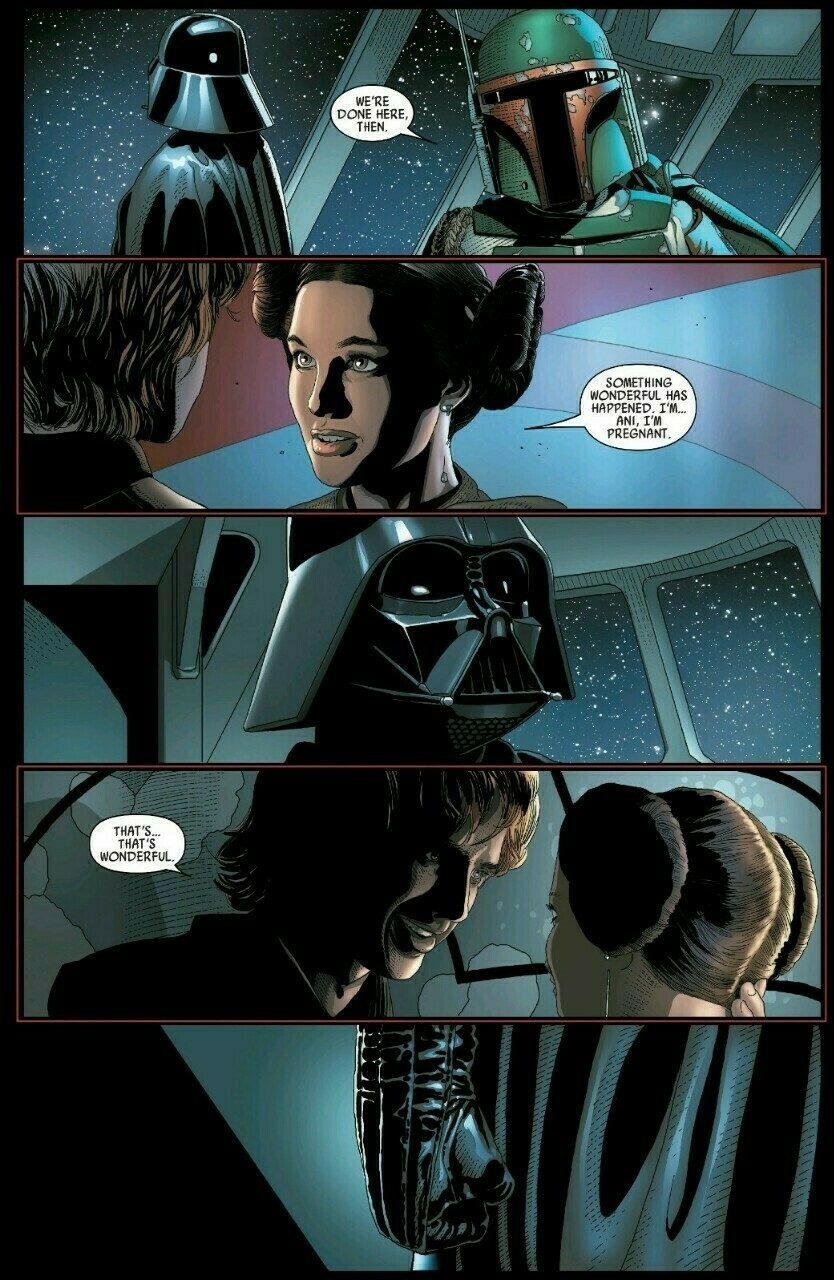 WE'RE
DONE HERE,
THEN.
SOMETHING
WONDERFUL HAS
HAPPENED. I'M...
ANI, I'M
PREGNANT.
THAT'S...
THAT'S
WONDERFUL.